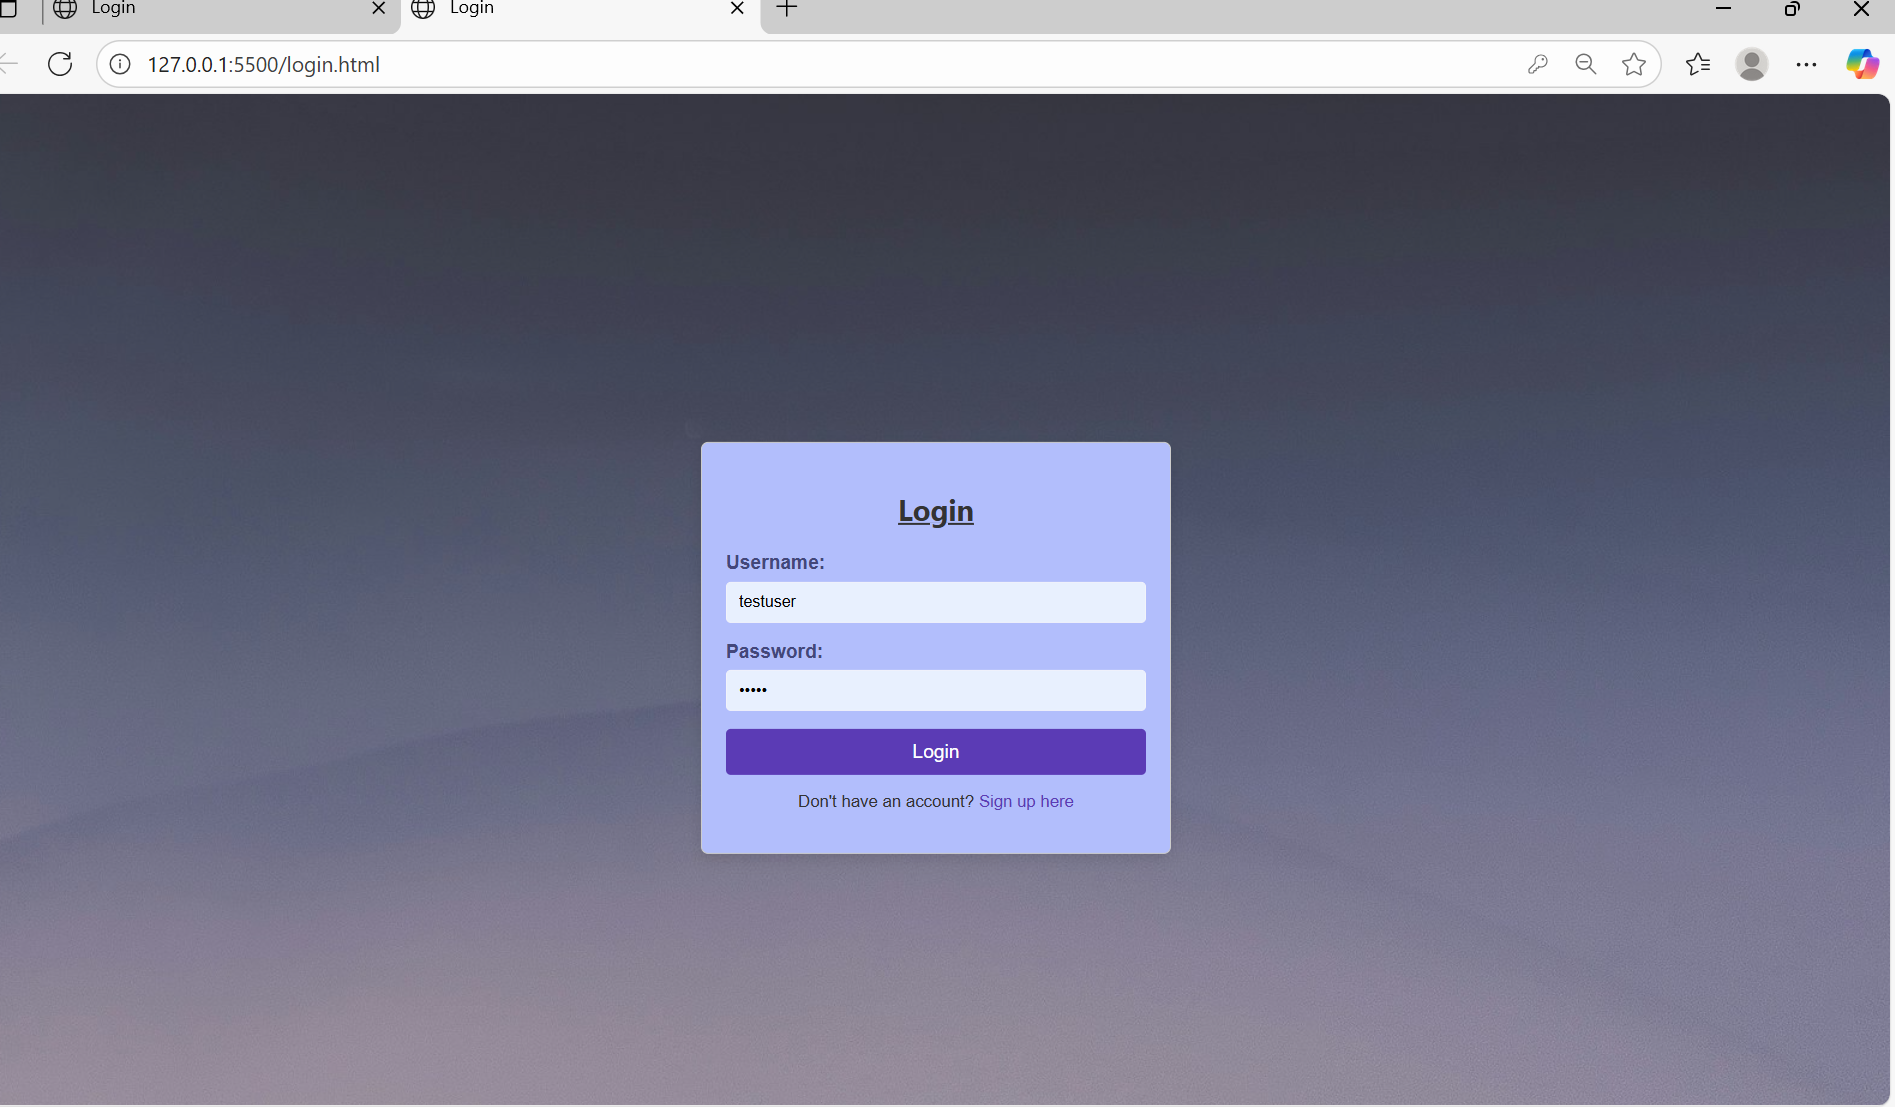 Login
Login
127.0.0.1:5500/login.html
Login
Username:
testuser
Password:
•••••
Login
Don't have an account? Sign up here